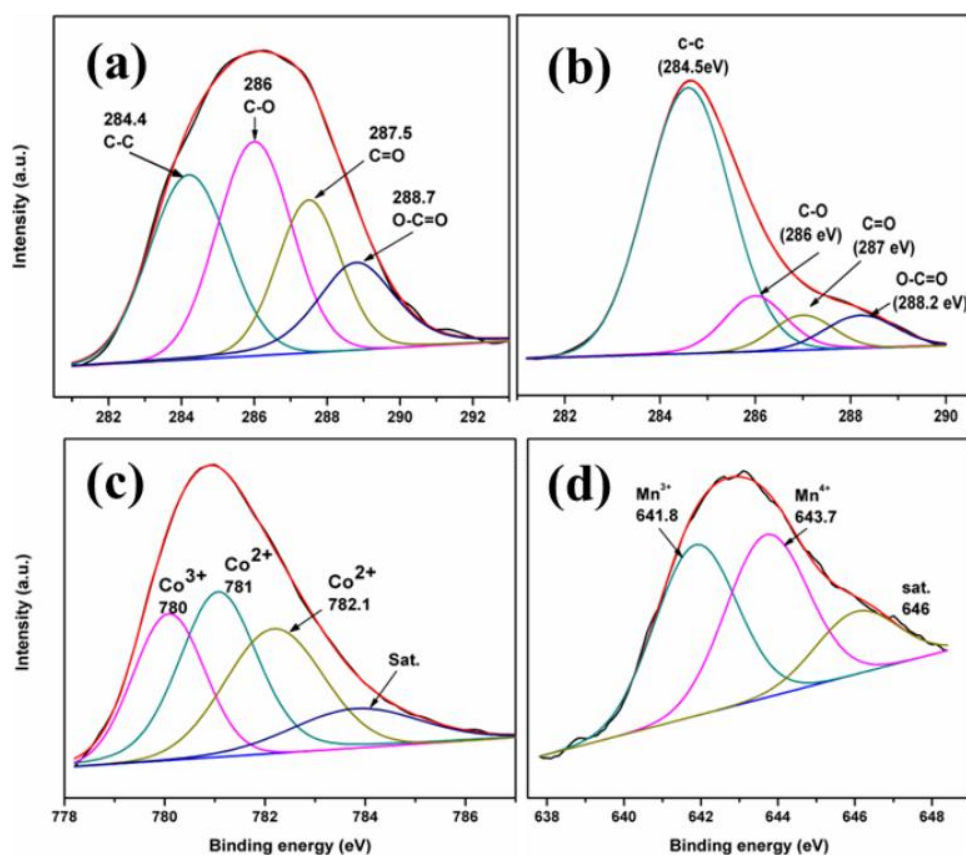 (a)
284.4
C-C
286
C-O
287.5
C=O
288.7
O-C=O
Intensity (a.u.)
282 284 286 288 290 292
(b)
C-C
(284.5eV)
C-O
(286 eV)
C=O
(287 eV)
O-C=O
(288.2 eV)
282 284 286 288 290
(c)
Co3+
780
Co2+
781
Co2+
782.1
Sat.
Intensity (a.u.)
778 780 782 784 786
Binding energy (eV)
(d)
Mn3+
641.8
Mn4+
643.7
sat.
646
638 640 642 644 646 648
Binding energy (eV)